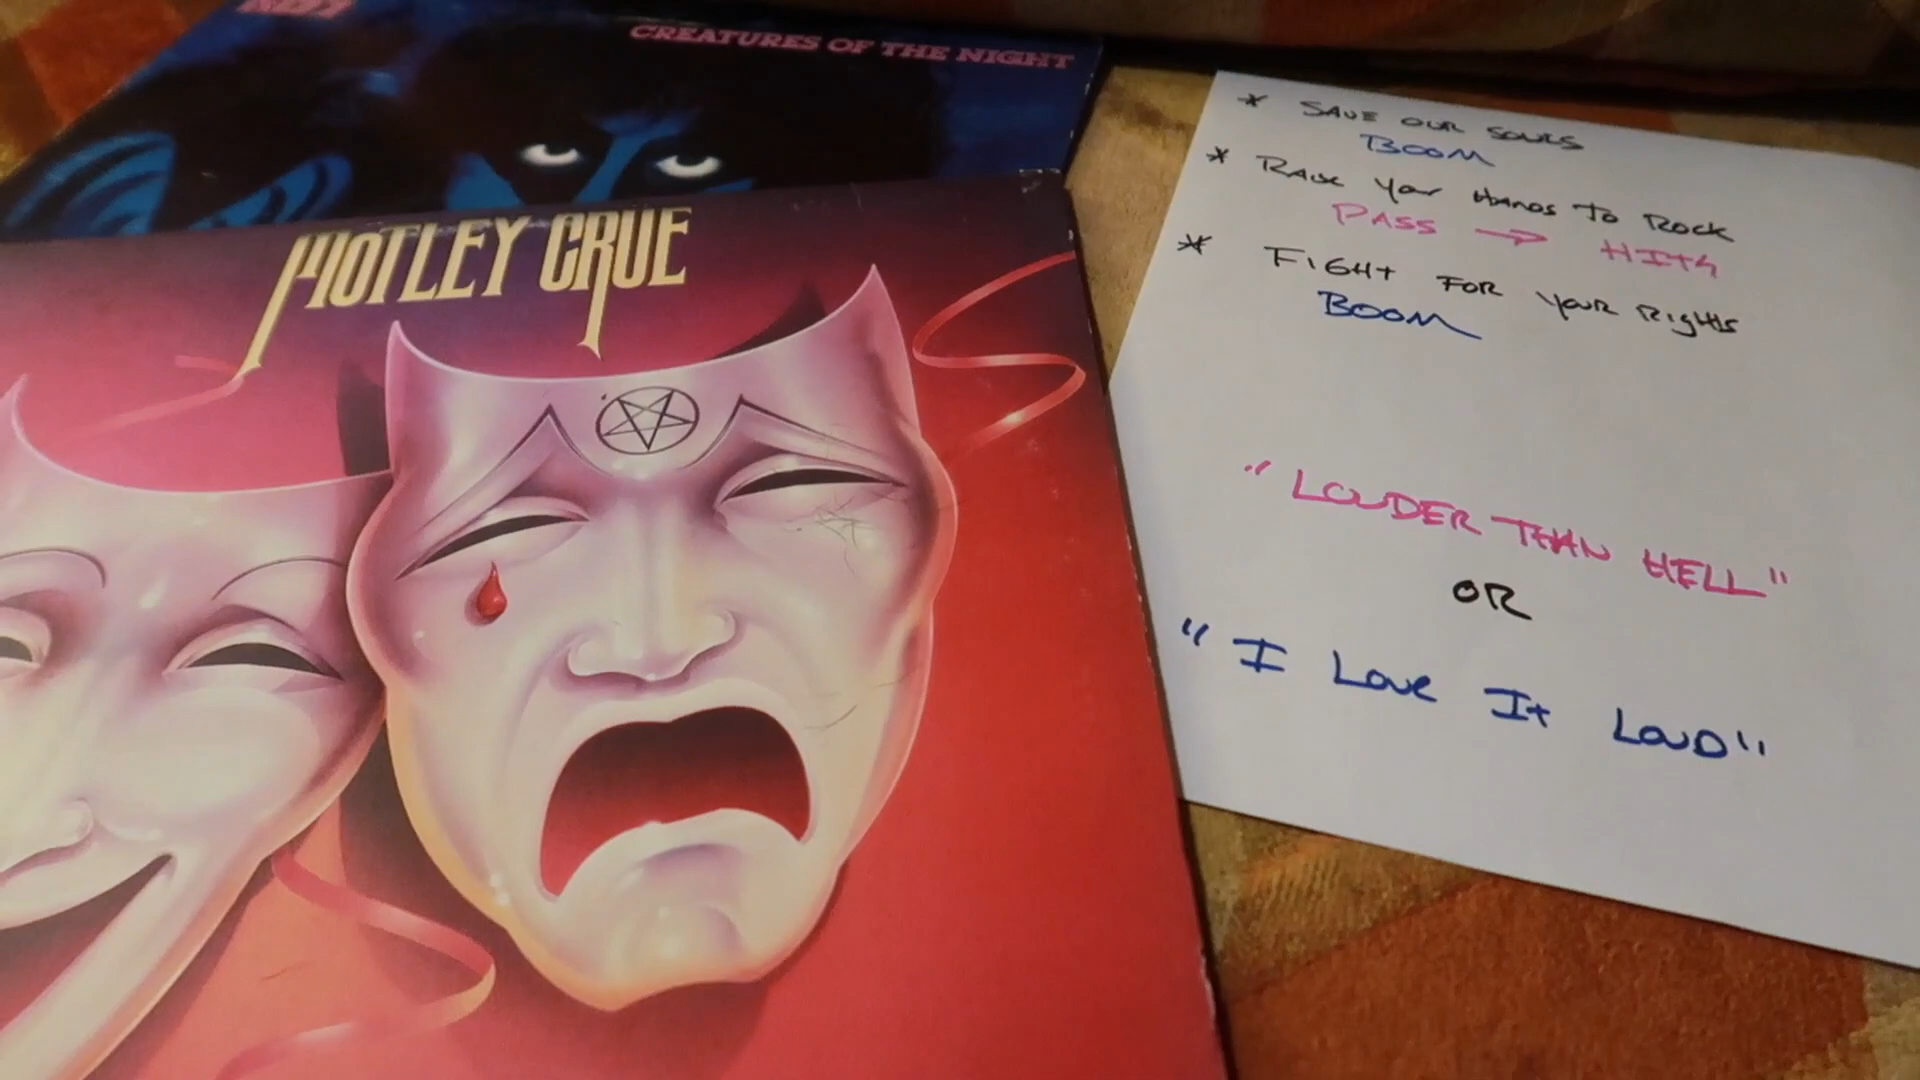 CREATURES OF THE NIGHT
MOTLEY CRUE
* SAVE OUR SOULS
BOOM
* RAISE YOUR HANDS TO ROCK
PASS → HITS
* FIGHT FOR YOUR RIGHTS
BOOM
"LOUDER THAN HELL"
OR
"I LOVE IT LOUD"